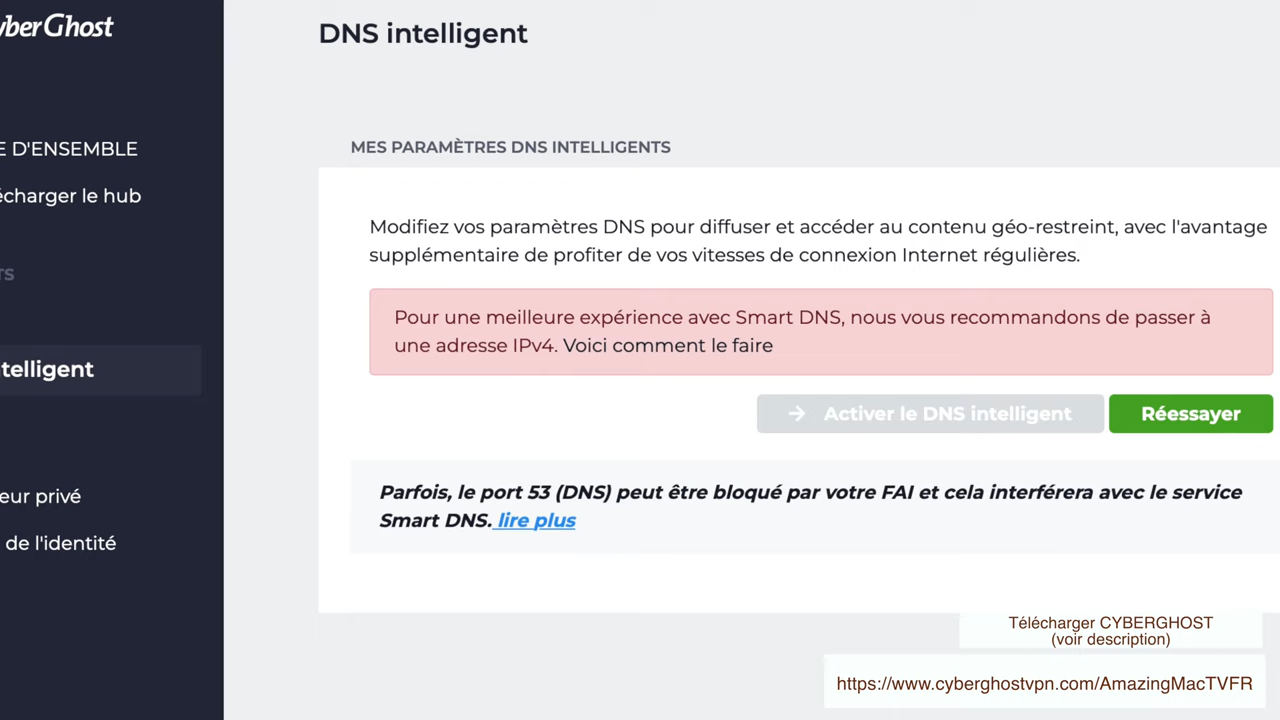 yberGhost
DNS intelligent
MES PARAMÈTRES DNS INTELLIGENTS
E D'ENSEMBLE
écharger le hub
TS
telligent
eur privé
de l'identité
Modifiez vos paramètres DNS pour diffuser et accéder au contenu géo-restreint, avec l'avantage
supplémentaire de profiter de vos vitesses de connexion Internet régulières.
Pour une meilleure expérience avec Smart DNS, nous vous recommandons de passer à
une adresse IPv4. Voici comment le faire
Activer le DNS intelligent
Réessayer
Parfois, le port 53 (DNS) peut être bloqué par votre FAI et cela interférera avec le service
Smart DNS. lire plus
Télécharger CYBERGHOST
(voir description)
https://www.cyberghostvpn.com/AmazingMacTVFR